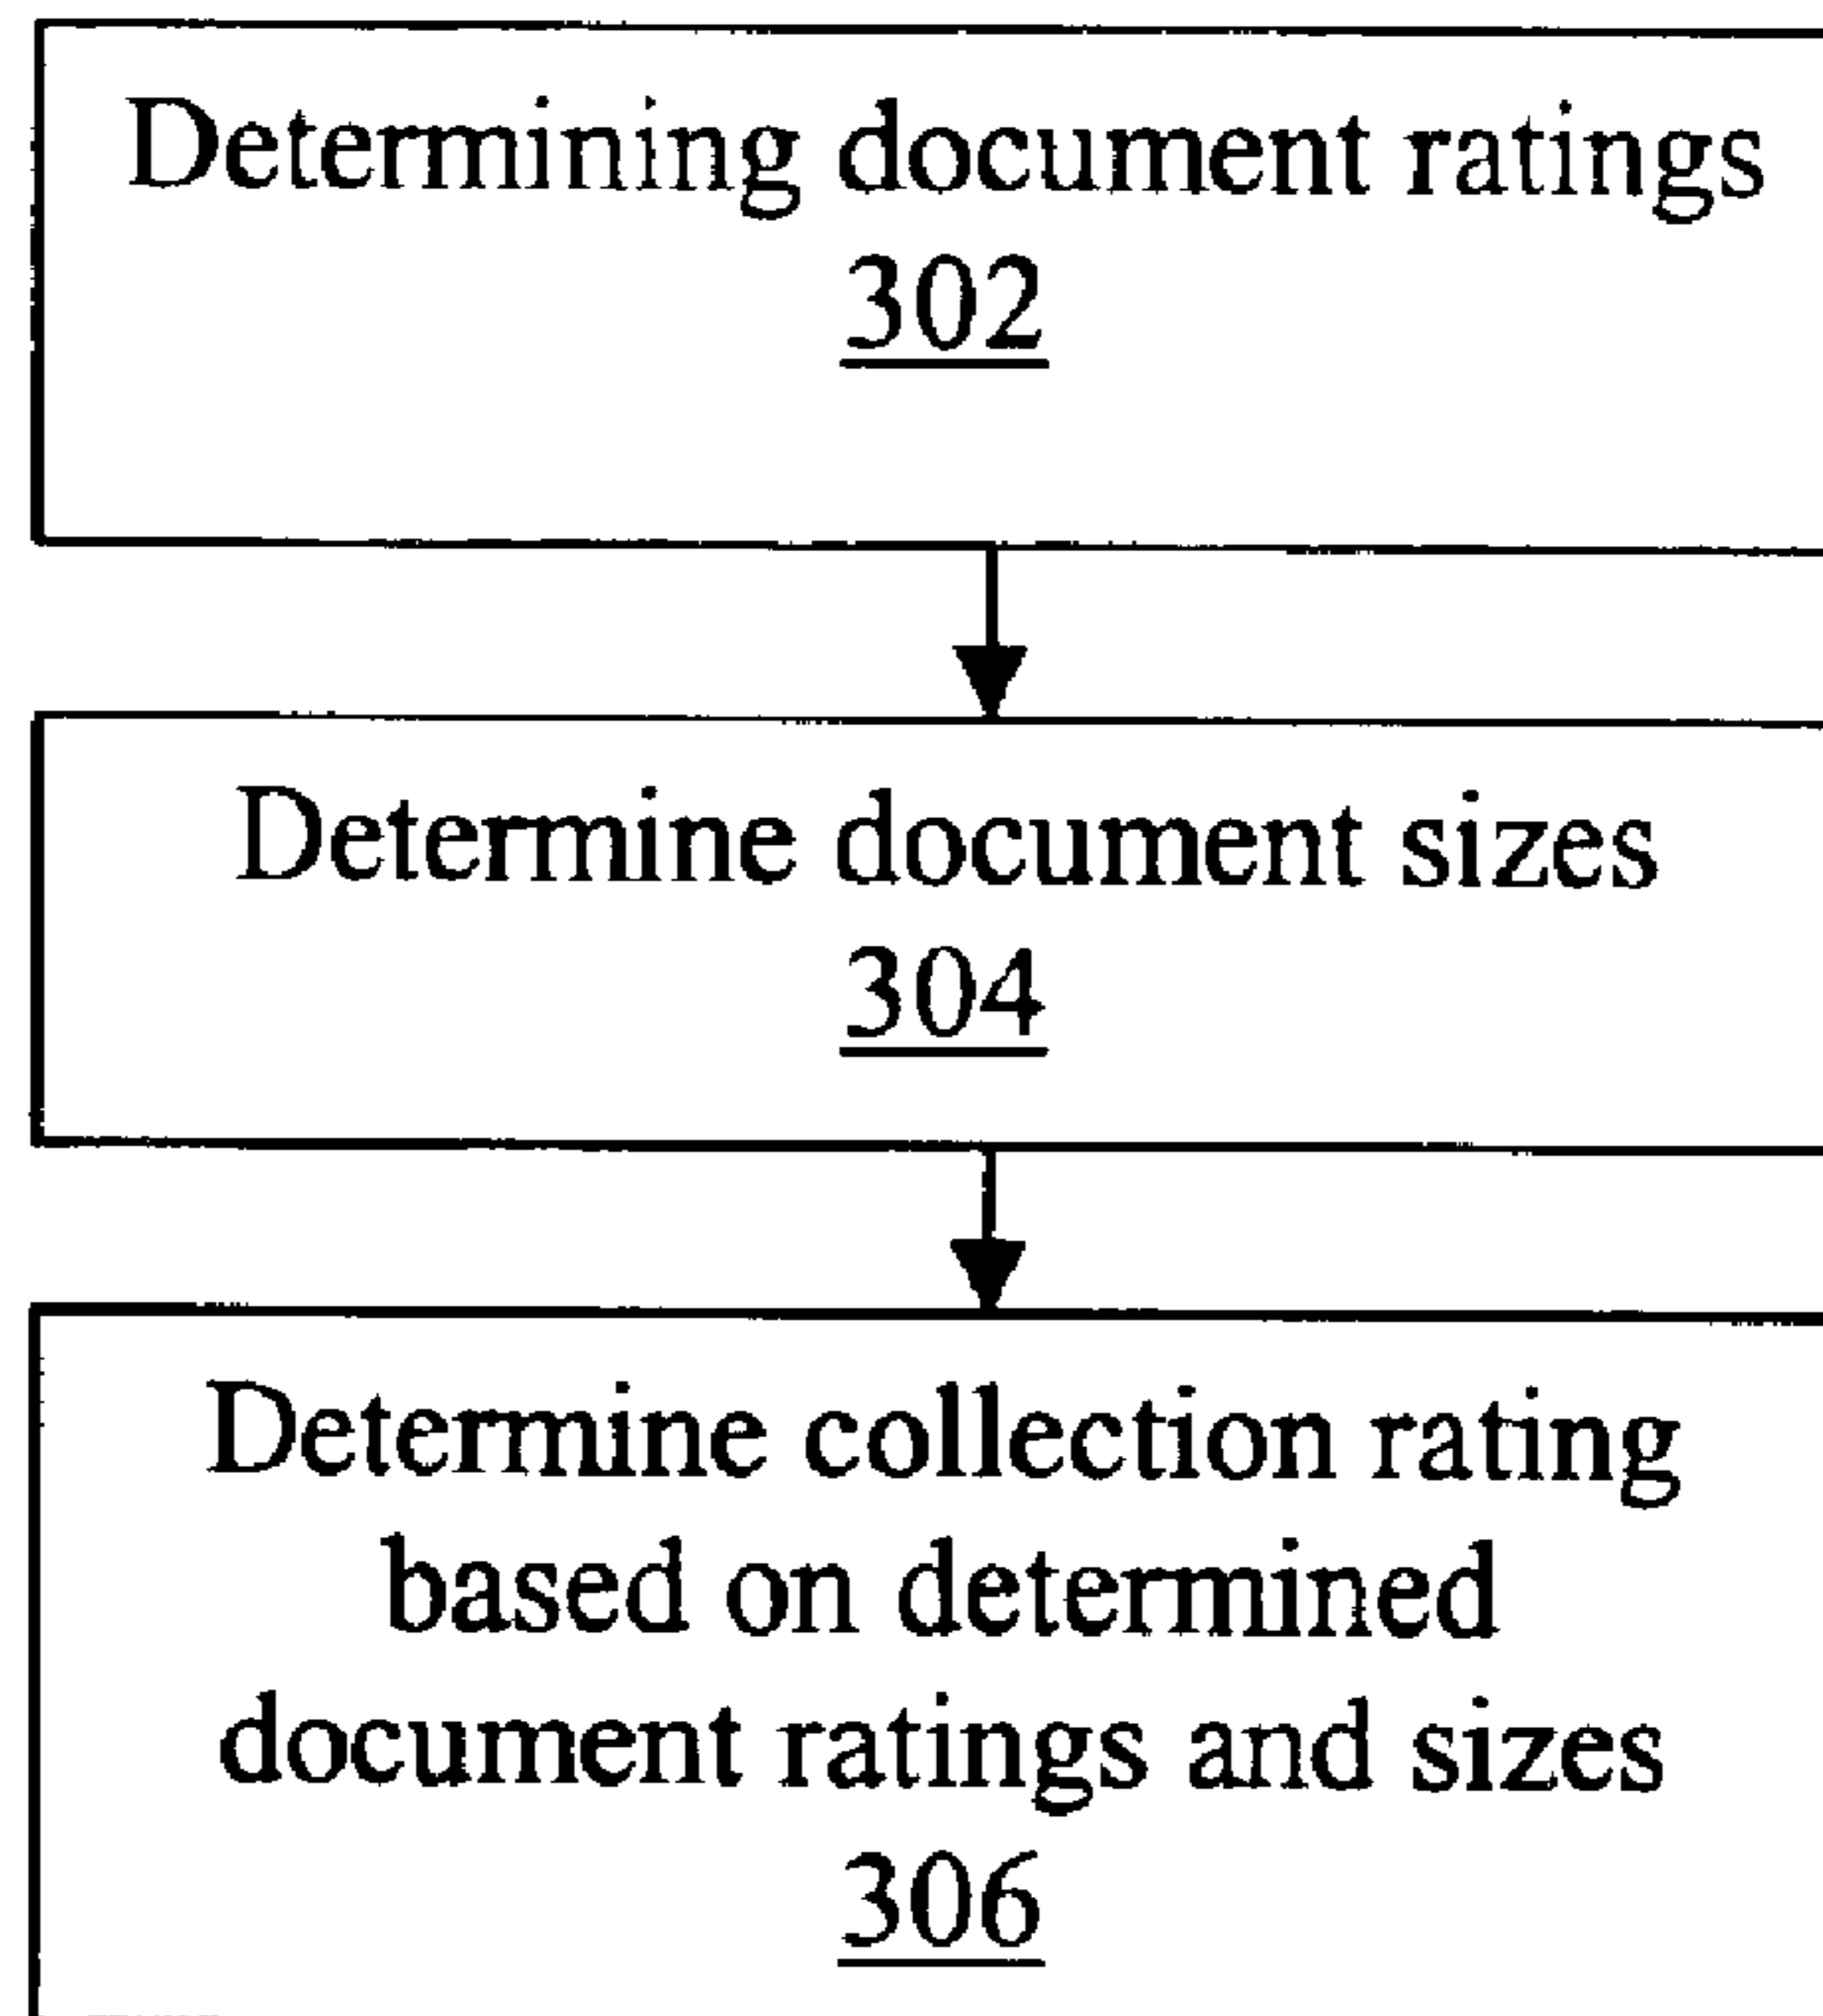 Determining document ratings
302
Determine document sizes
304
Determine collection rating
based on determined
document ratings and sizes
306